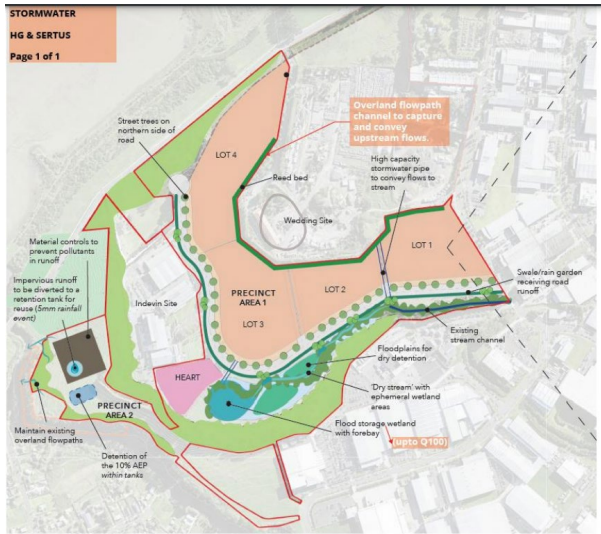 STORMWATER
HG & SERTUS
Page 1 of 1
Street trees on
northern side of
road
LOT 4
Overland flowpath
channel to capture
and convey
upstream flows.
High capacity
stormwater pipe
to convey flows to
stream
Reed bed
Wedding Site
LOT 1
Material controls to
prevent pollutants
in runoff
Impervious runoff
to be diverted to a
retention tank for
reuse (5mm rainfall
event)
Indevin Site
PRECINCT
AREA 1
LOT 2
LOT 3
Swale/rain garden
receiving road
runoff
Existing
stream channel
Floodplains for
dry detention
HEART
'Dry stream' with
ephemeral wetland
areas
PRECINCT
AREA 2
Flood storage wetland
with forebay
(upto Q100)
Maintain existing
overland flowpaths
Detention of
the 10% AEP
within tanks